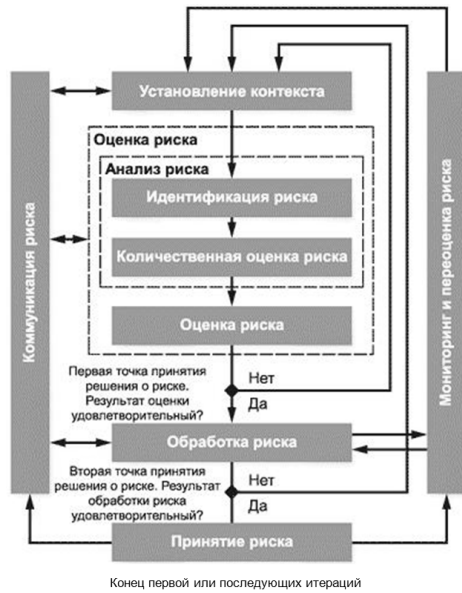 Установление контекста
Оценка риска
Анализ риска
Идентификация риска
Количественная оценка риска
Оценка риска
Первая точка принятия
решения о риске.
Результат оценки
удовлетворительный?
Нет
Да
Обработка риска
Вторая точка принятия
решения о риске. Результат
обработки риска
удовлетворительный?
Нет
Да
Принятие риска
Коммуникация риска
Мониторинг и переоценка риска
Конец первой или последующих итераций